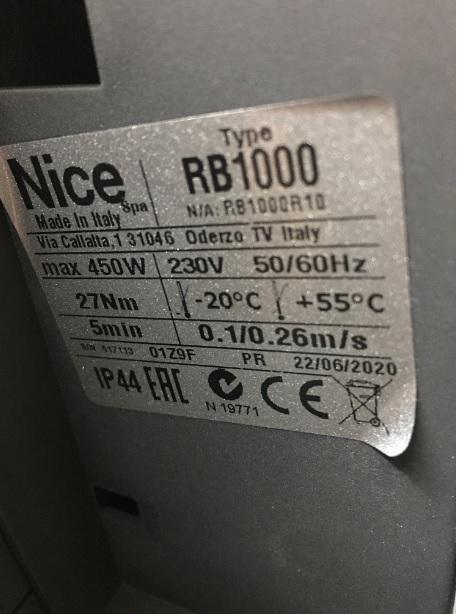 Type
Nice Spa RB1000
Made In Italy N/A: RB1000R10
Via Callalta,1 31046 Oderzo TV Italy
max 450W 230V 50/60Hz
27Nm -20°C +55°C
5min 0.1/0.26m/s
S/N 017113 01Z9F PR 22/06/2020
IP44 EAC CE
N 19771